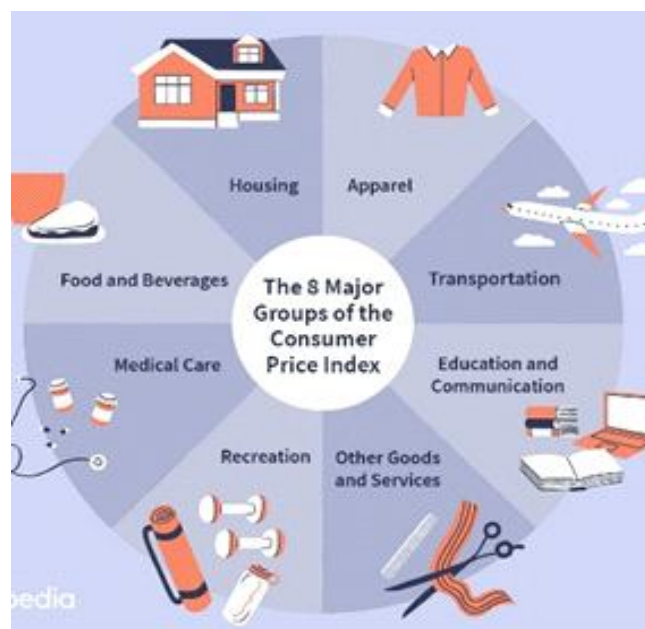 Housing
Apparel
Food and Beverages
Transportation
The 8 Major
Groups of the
Consumer
Price Index
Medical Care
Education and
Communication
Recreation
Other Goods
and Services
pedia